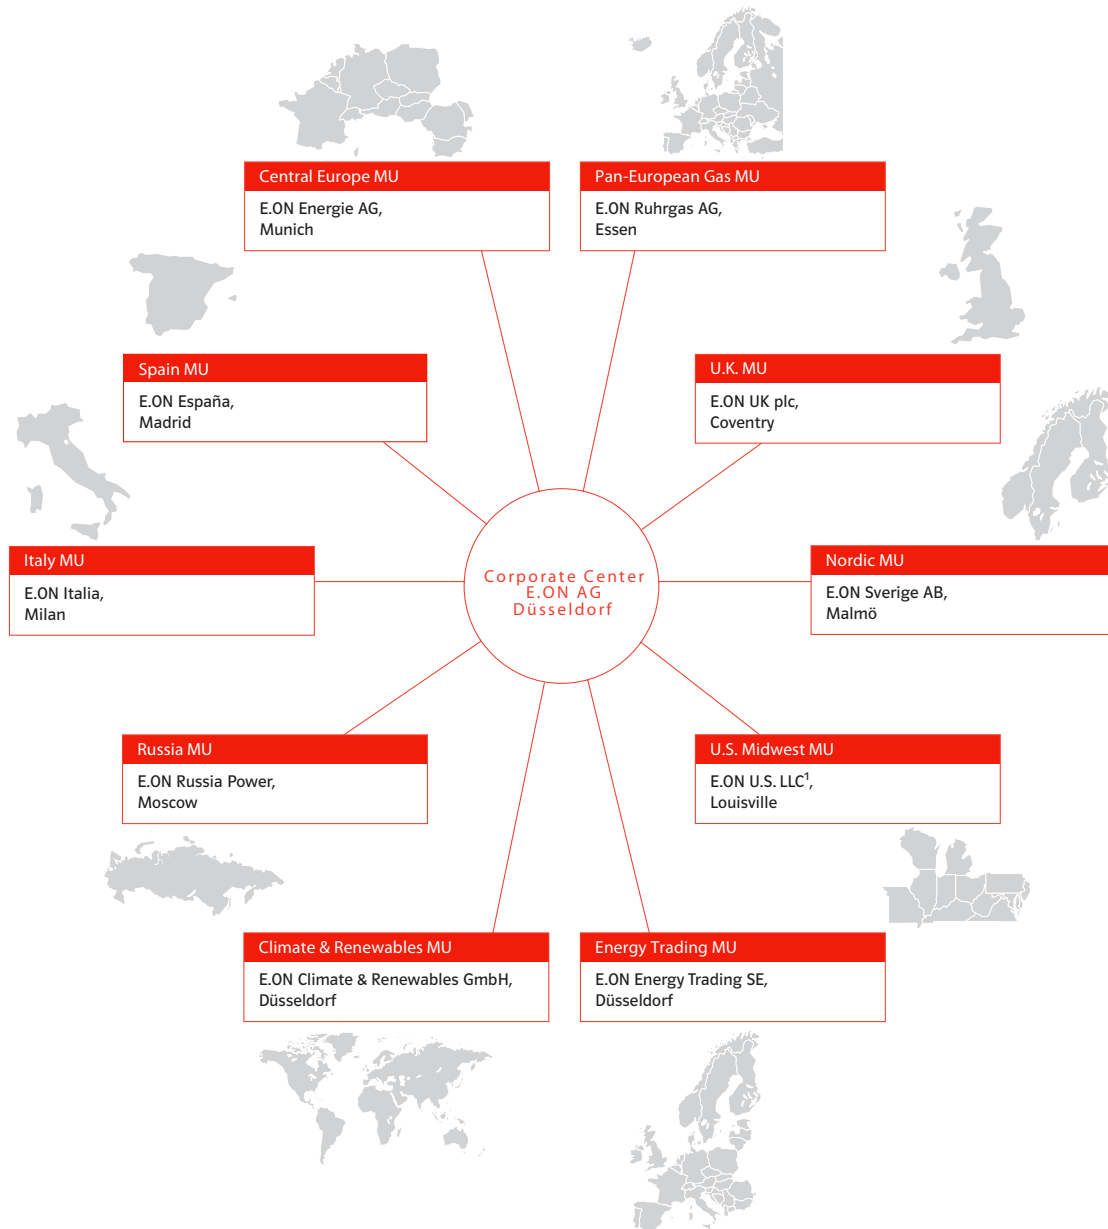 Central Europe MU
E.ON Energie AG,
Munich
Pan-European Gas MU
E.ON Ruhrgas AG,
Essen
Spain MU
E.ON España,
Madrid
U.K. MU
E.ON UK plc,
Coventry
Italy MU
E.ON Italia,
Milan
Corporate Center
E.ON AG
Düsseldorf
Nordic MU
E.ON Sverige AB,
Malmö
Russia MU
E.ON Russia Power,
Moscow
U.S. Midwest MU
E.ON U.S. LLC¹,
Louisville
Climate & Renewables MU
E.ON Climate & Renewables GmbH,
Düsseldorf
Energy Trading MU
E.ON Energy Trading SE,
Düsseldorf